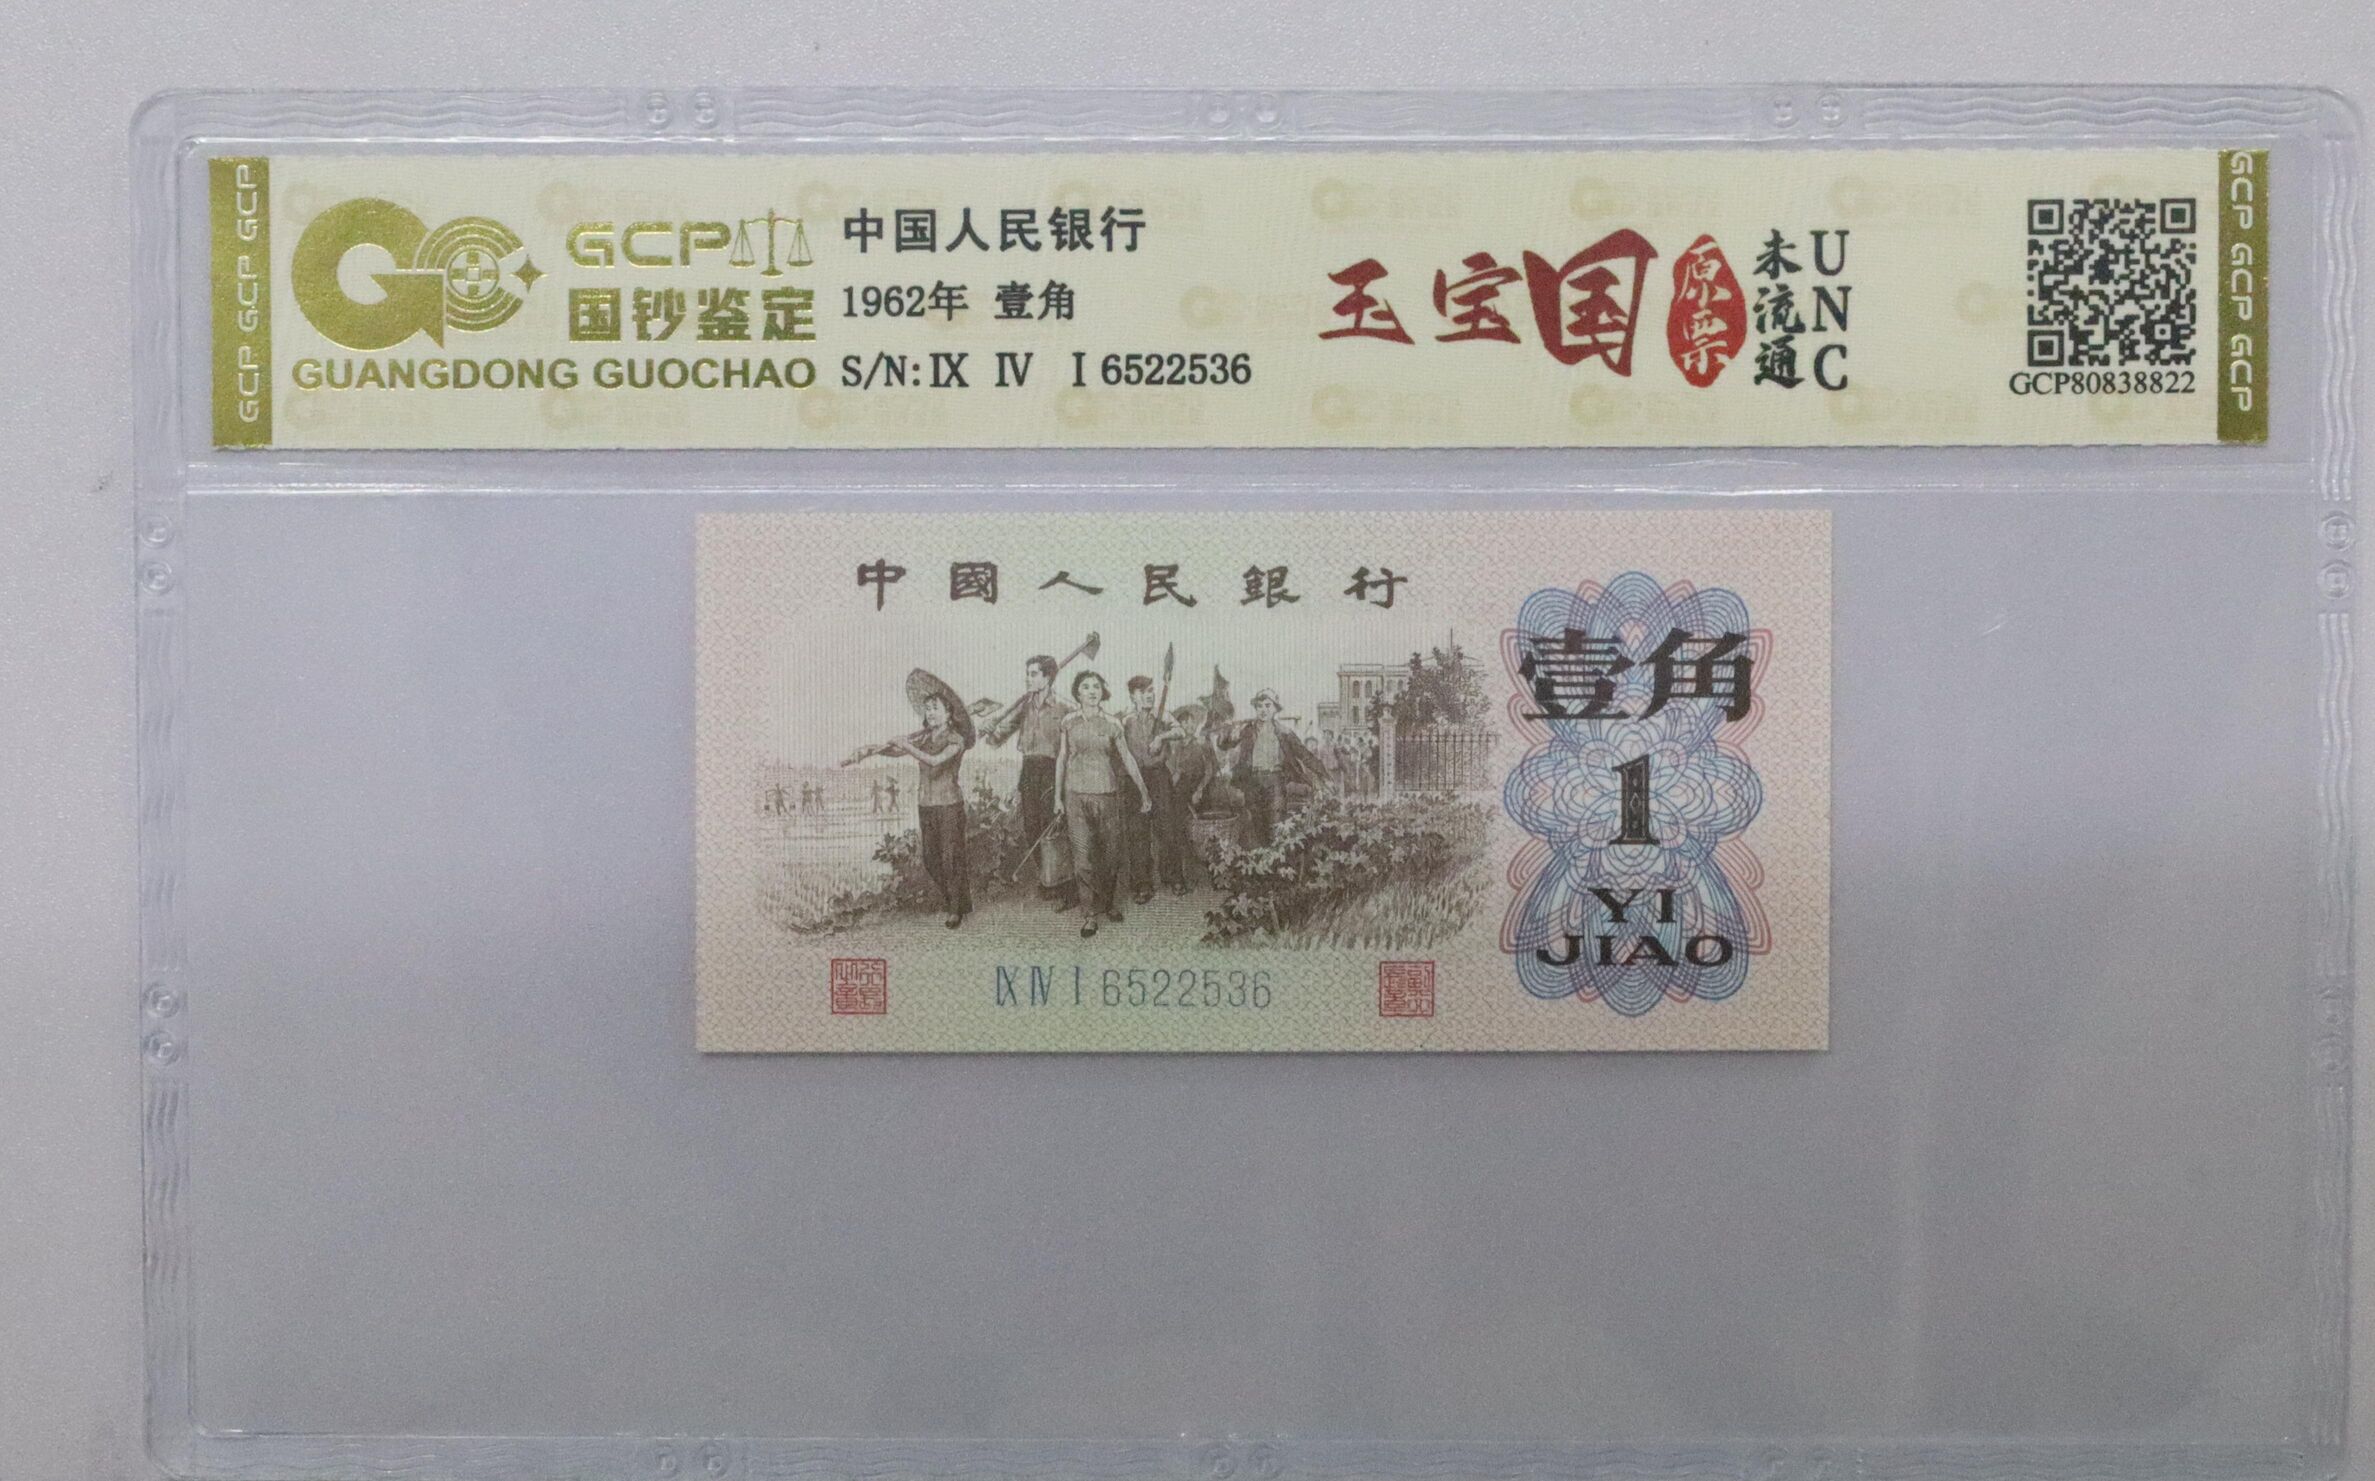 GCP GCP GCP
GCP
国钞鉴定
GUANGDONG GUOCHAO
中国人民银行
1962年 壹角
S/N: Ⅸ Ⅳ Ⅰ 6522536
玉宝国
原票
未流通
UNC
GCP80838822
GCP GCP GCP
中國人民銀行
壹角
1
YI
JIAO
Ⅸ Ⅳ Ⅰ 6522536